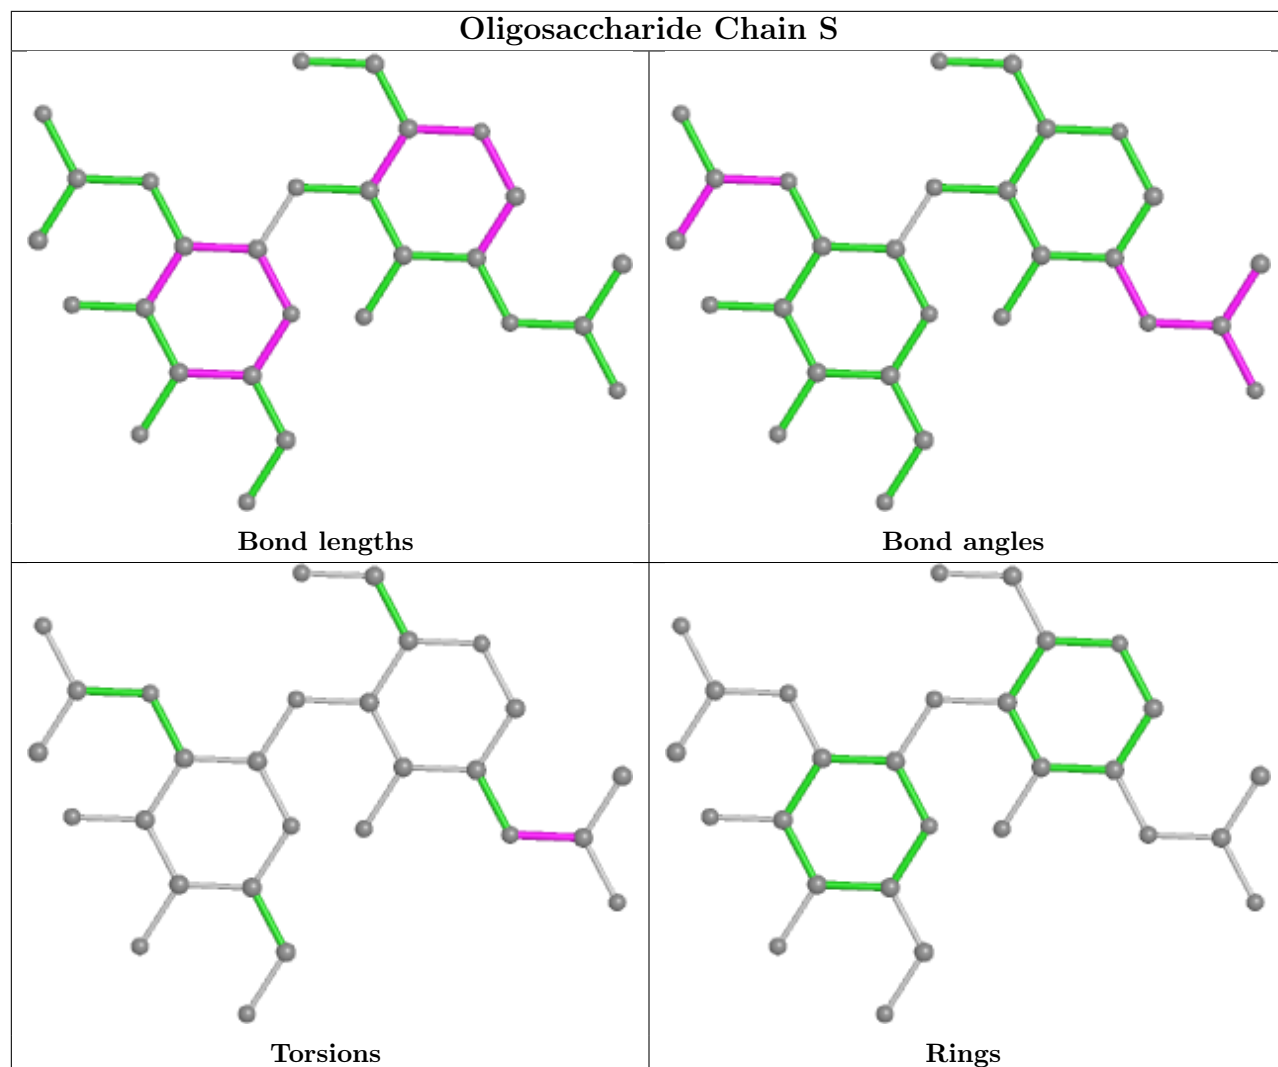 Oligosaccharide Chain S
Bond lengths
Bond angles
Torsions
Rings